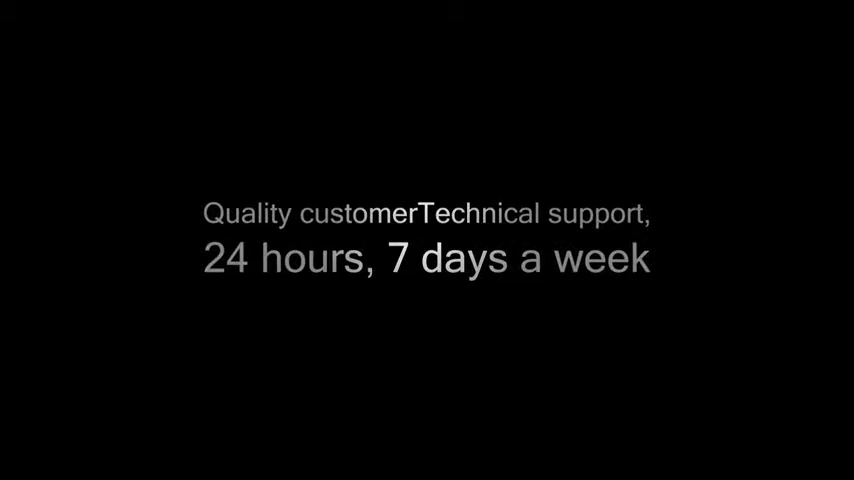 Quality customerTechnical support,
24 hours, 7 days a week